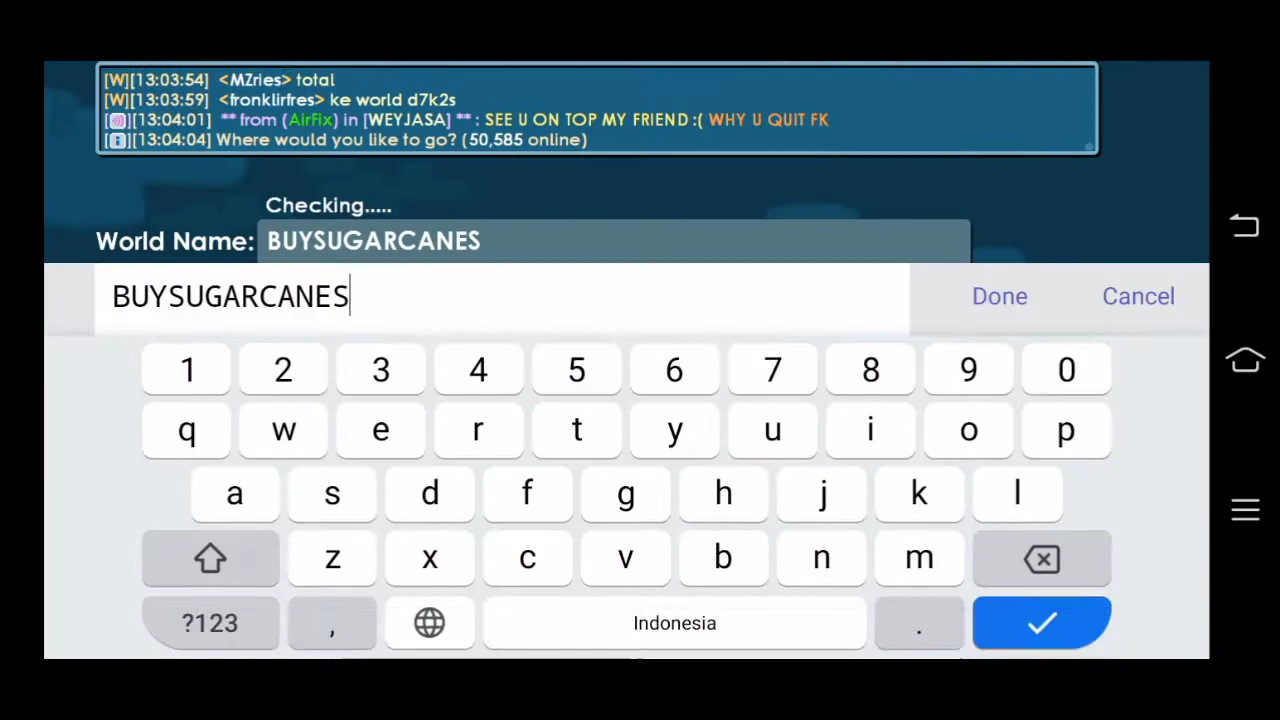 [W][13:03:54] <MZries> total
[W][13:03:59] <fronklirfres> ke world d7k2s
[13:04:01] ** from (AirFix) in [WEYJASA] ** : SEE U ON TOP MY FRIEND :( WHY U QUIT FK
[i][13:04:04] Where would you like to go? (50,585 online)
Checking.....
World Name: BUYSUGARCANES
BUYSUGARCANES Done Cancel
1 2 3 4 5 6 7 8 9 0
q w e r t y u i o p
a s d f g h j k l
z x c v b n m
?123 , Indonesia .